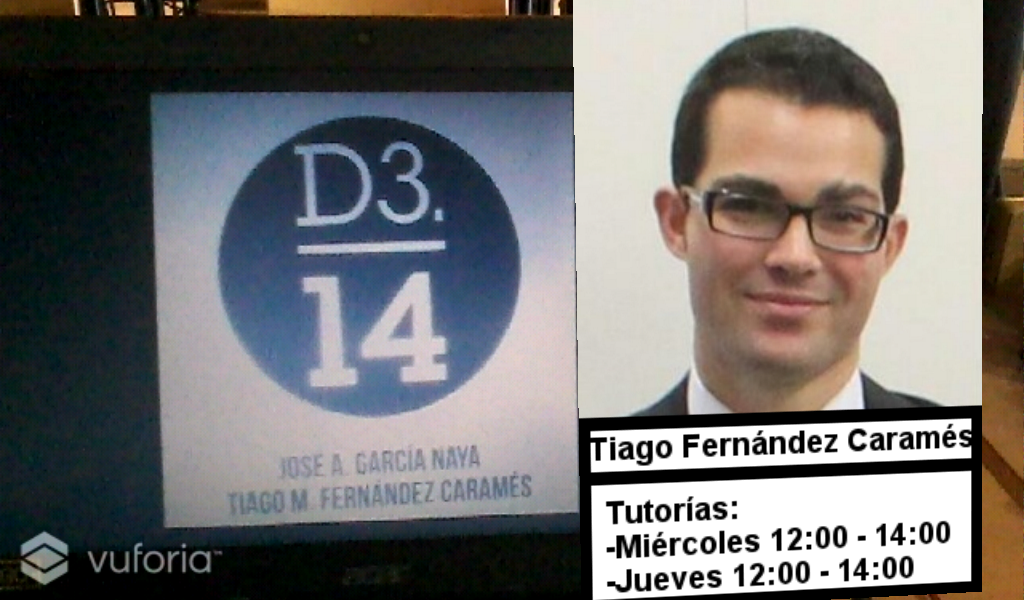 D3.
14
JOSE A. GARCÍA NAYA
TIAGO M. FERNÁNDEZ CARAMÉS
Tiago Fernández Caramés
Tutorías:
-Miércoles 12:00 - 14:00
-Jueves 12:00 - 14:00
vuforia™